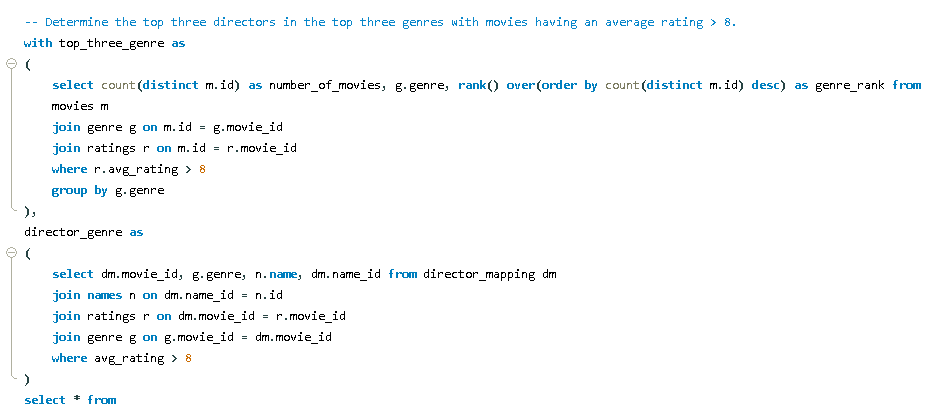 -- Determine the top three directors in the top three genres with movies having an average rating > 8.
with top_three_genre as
(
select count(distinct m.id) as number_of_movies, g.genre, rank() over(order by count(distinct m.id) desc) as genre_rank from
movies m
join genre g on m.id = g.movie_id
join ratings r on m.id = r.movie_id
where r.avg_rating > 8
group by g.genre
),
director_genre as
(
select dm.movie_id, g.genre, n.name, dm.name_id from director_mapping dm
join names n on dm.name_id = n.id
join ratings r on dm.movie_id = r.movie_id
join genre g on g.movie_id = dm.movie_id
where avg_rating > 8
)
select * from